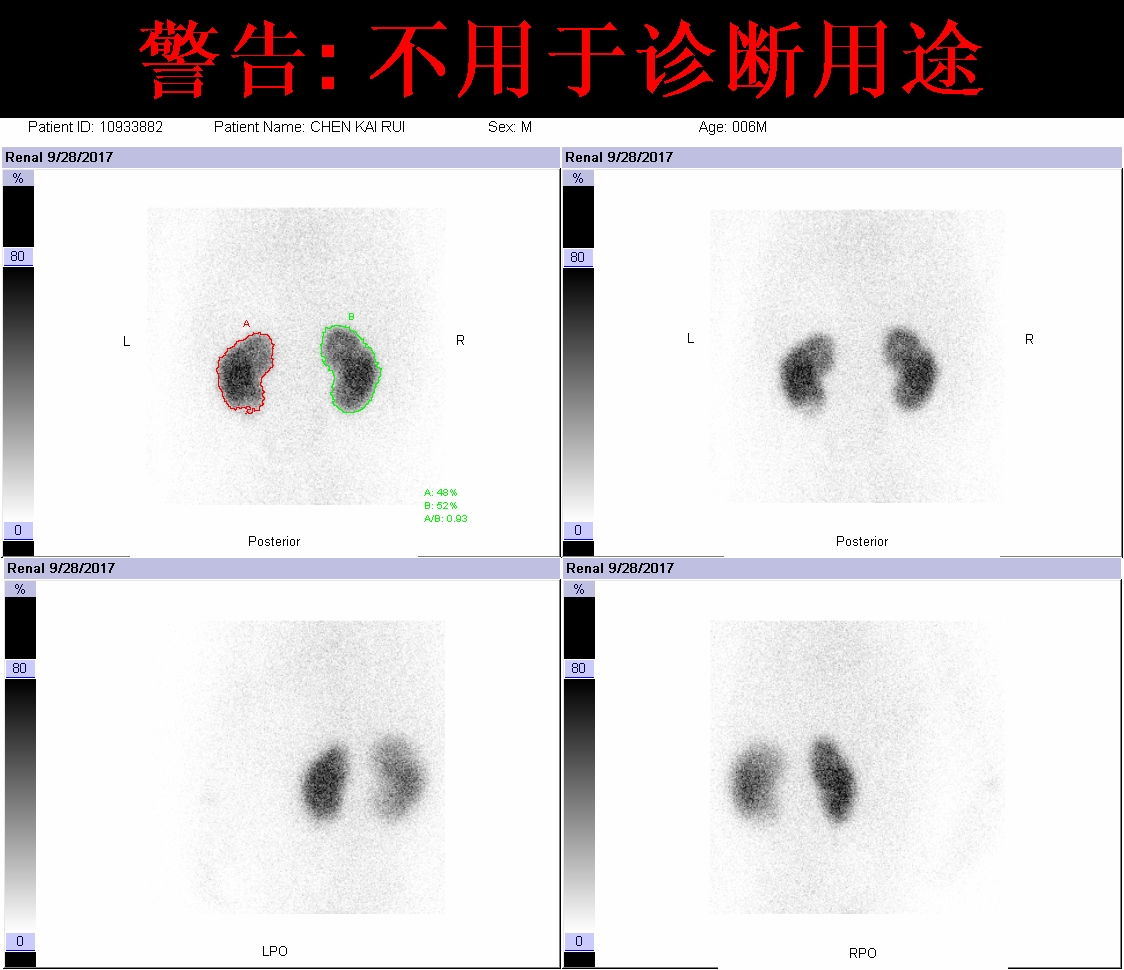 警告: 不用于诊断用途
Patient ID: 10933882 Patient Name: CHEN KAI RUI Sex: M Age: 006M
Renal 9/28/2017
%
80
0
L
A
B
R
A: 48%
B: 52%
A/B: 0.93
Posterior
Renal 9/28/2017
%
80
0
L
R
Posterior
Renal 9/28/2017
%
80
0
LPO
Renal 9/28/2017
%
80
0
RPO